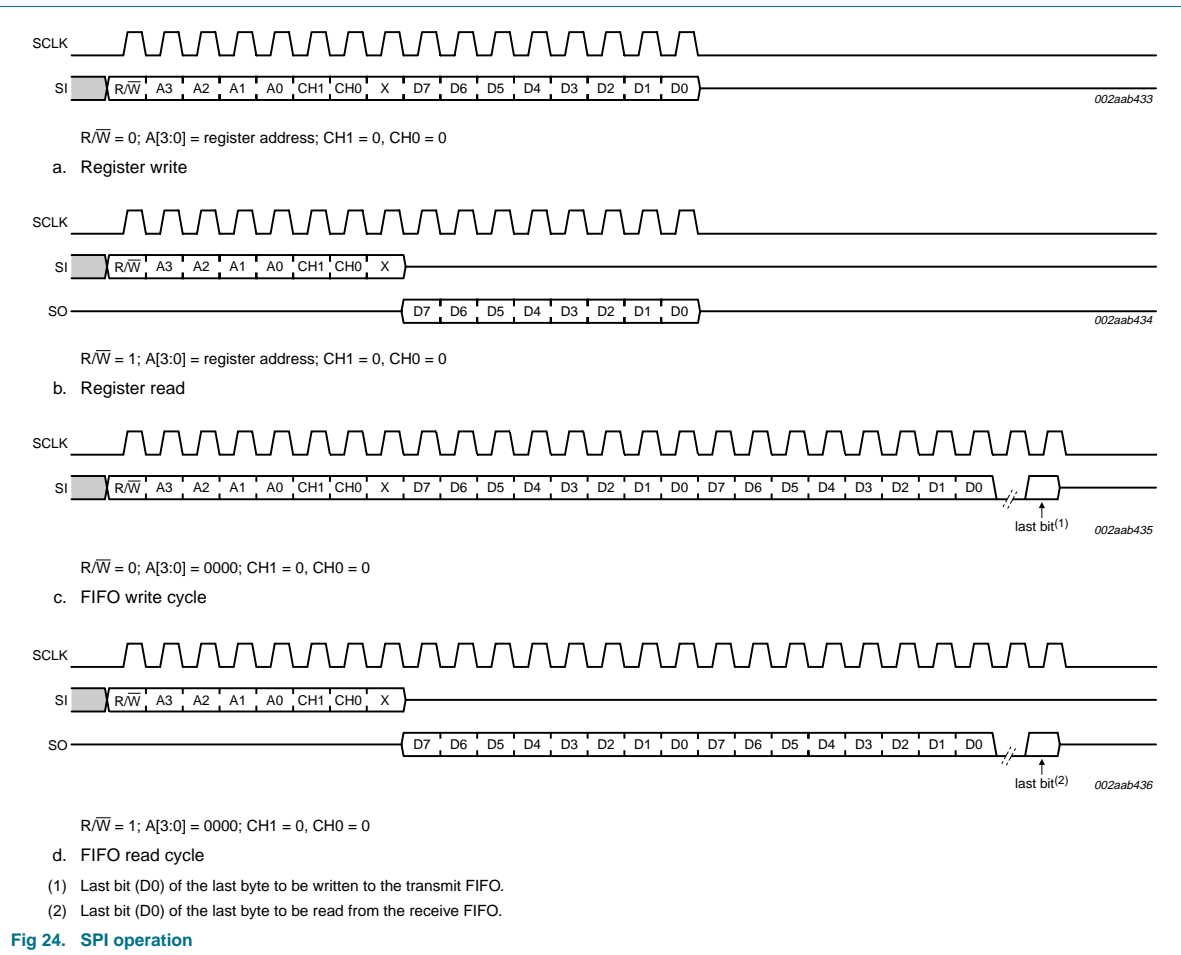 SCLK
SI R/W̅ A3 A2 A1 A0 CH1 CH0 X D7 D6 D5 D4 D3 D2 D1 D0
002aab433
R/W̅ = 0; A[3:0] = register address; CH1 = 0, CH0 = 0
a. Register write
SCLK
SI R/W̅ A3 A2 A1 A0 CH1 CH0 X
SO D7 D6 D5 D4 D3 D2 D1 D0
002aab434
R/W̅ = 1; A[3:0] = register address; CH1 = 0, CH0 = 0
b. Register read
SCLK
SI R/W̅ A3 A2 A1 A0 CH1 CH0 X D7 D6 D5 D4 D3 D2 D1 D0 D7 D6 D5 D4 D3 D2 D1 D0
last bit(1) 002aab435
R/W̅ = 0; A[3:0] = 0000; CH1 = 0, CH0 = 0
c. FIFO write cycle
SCLK
SI R/W̅ A3 A2 A1 A0 CH1 CH0 X
SO D7 D6 D5 D4 D3 D2 D1 D0 D7 D6 D5 D4 D3 D2 D1 D0
last bit(2) 002aab436
R/W̅ = 1; A[3:0] = 0000; CH1 = 0, CH0 = 0
d. FIFO read cycle
(1) Last bit (D0) of the last byte to be written to the transmit FIFO.
(2) Last bit (D0) of the last byte to be read from the receive FIFO.
Fig 24. SPI operation